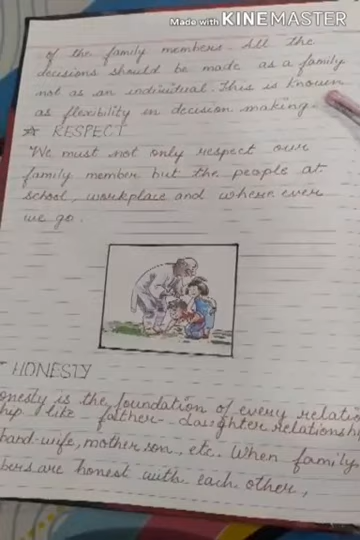 Made with KINEMASTER
of the family members. All the
decisions should be made as a family
not as an individual. This is known
as flexibility in decision making.
☆ RESPECT
We must not only respect our
family member but the people at
school, workplace and where ever
we go.
HONESTY
onesty is the foundation of every relation
hip like father-daughter relationship
band-wife, mother son, etc. When family
bers are honest with each other,